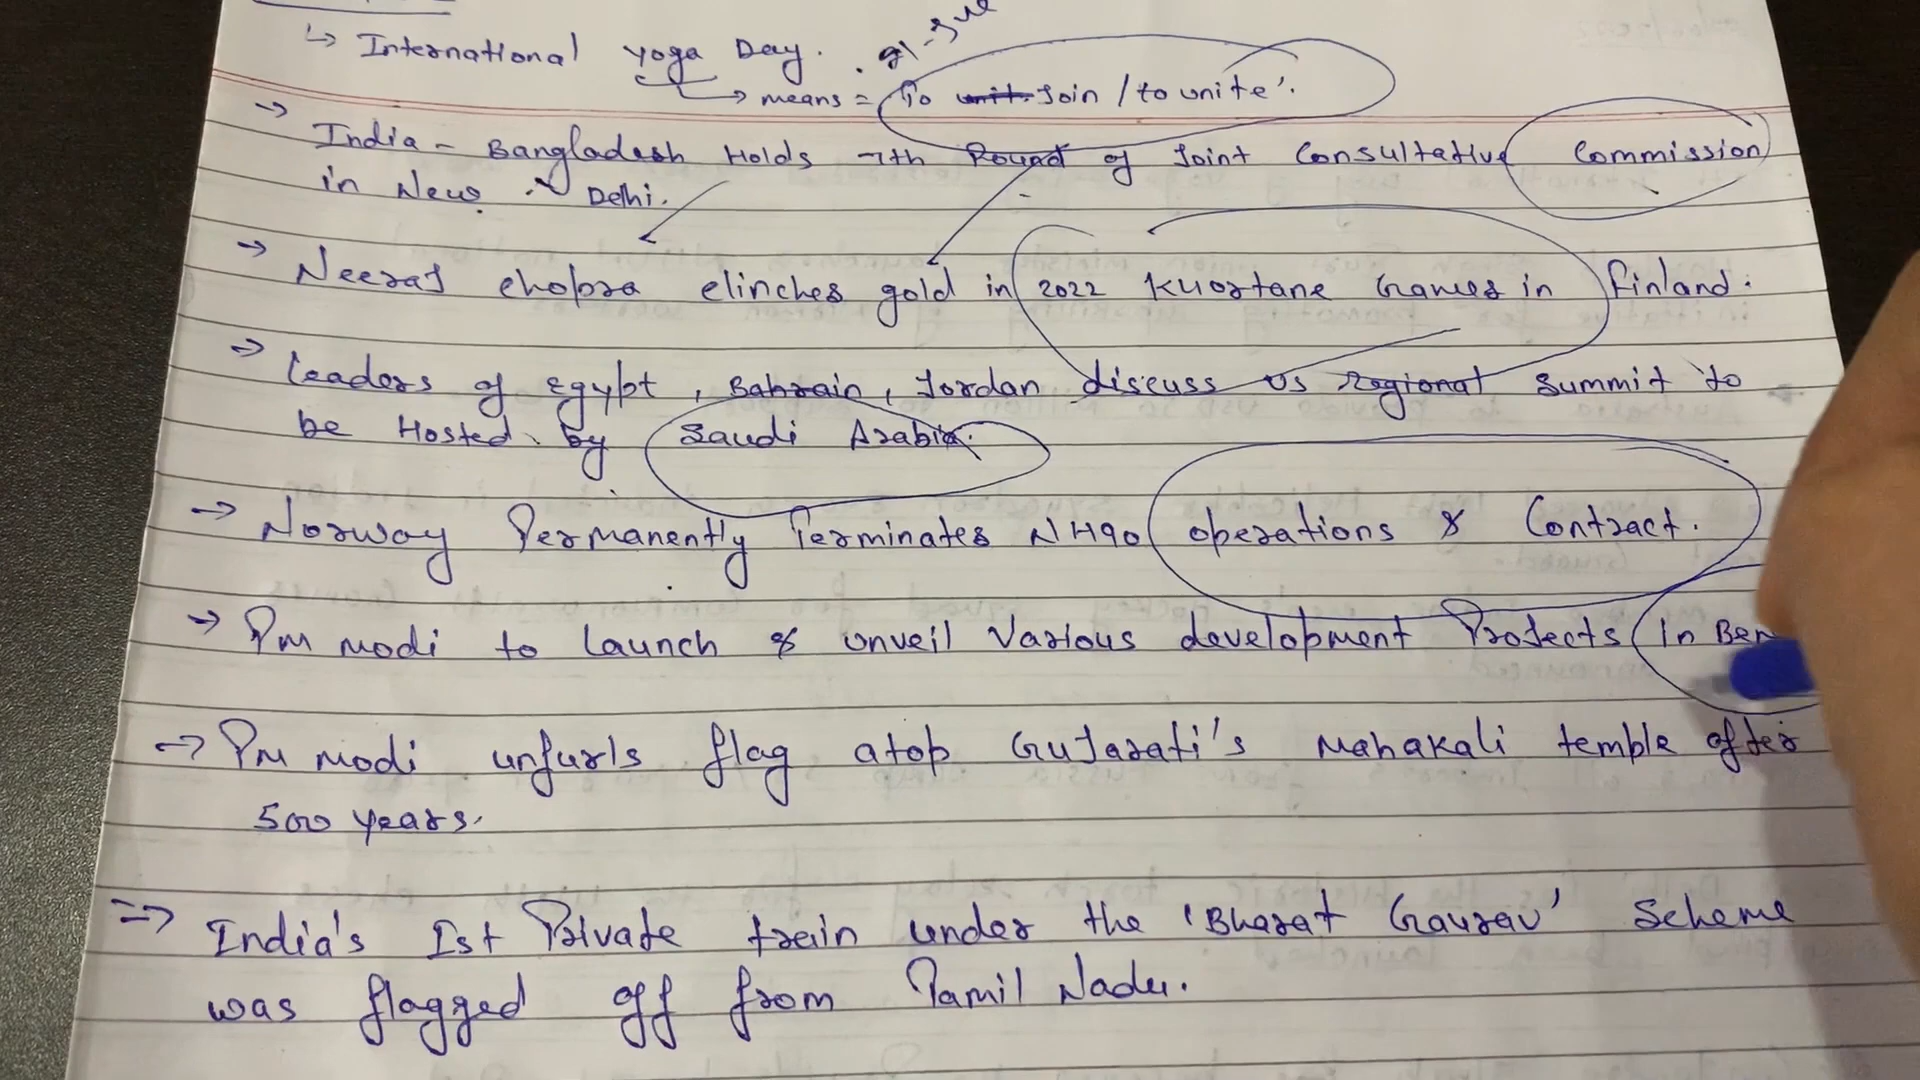 ↳ International Yoga Day. . 21-June
↳ means = 'To unit Join / to unite'.
→ India - Bangladesh Holds 7th Round of Joint Consultative Commission
in New Delhi.
→ Neeraj chopra clinches gold in 2022 Kuortane Games in Finland.
→ Leaders of Egypt, Bahrain, Jordan discuss US Regional Summit to
be Hosted by Saudi Arabia.
→ Norway Permanently Terminates NH90 operations & Contract.
→ Pm modi to launch & unveil Various development Projects in Ben
→ Pm modi unfurls flag atop Gujarati's Mahakali temple after
500 years.
⇒ India's Ist Private train under the 'Bharat Gaurav' Scheme
was flagged off from Tamil Nadu.